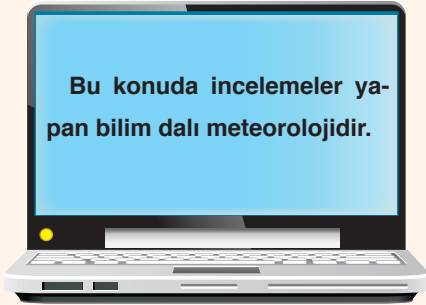 Bu konuda incelemeler ya-
pan bilim dalı meteorolojidir.